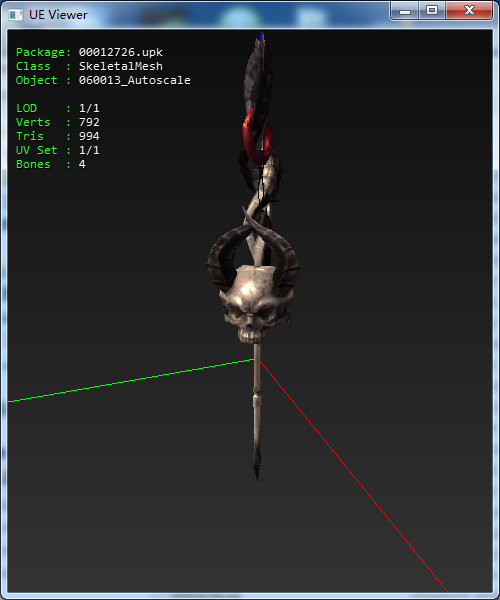 UE Viewer
Package: 00012726.upk
Class  : SkeletalMesh
Object : 060013_Autoscale
LOD    : 1/1
Verts  : 792
Tris   : 994
UV Set : 1/1
Bones  : 4